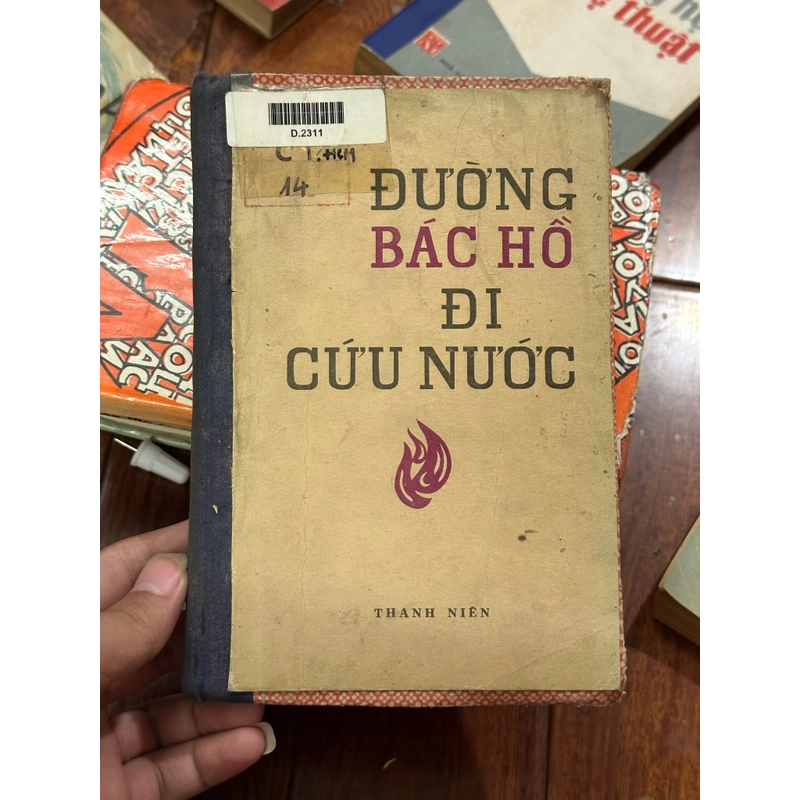 D.2311
14
ĐƯỜNG
BÁC HỒ
ĐI
CỨU NƯỚC
THANH NIÊN
thuật